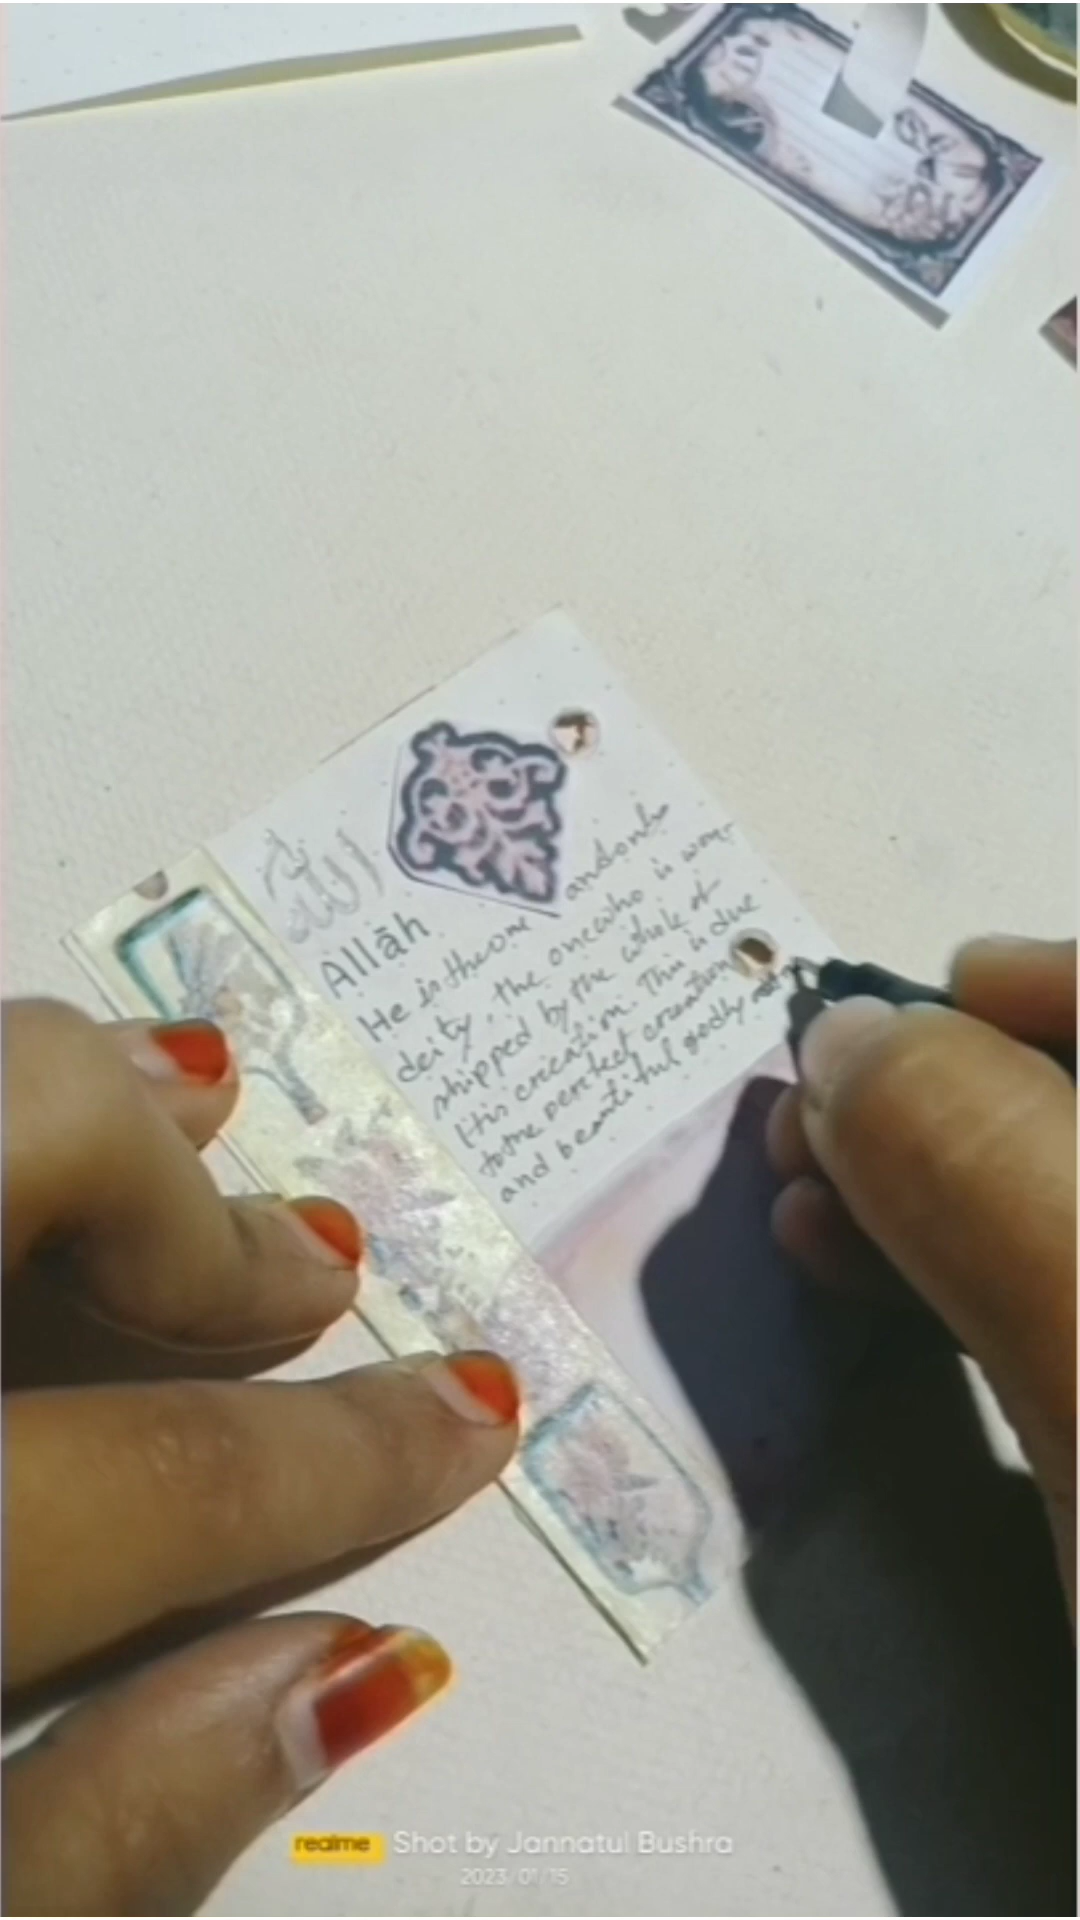 الله
Allāh
He is the one and only
deity, the one who is wor-
shipped by the whole of
His creation. This is due
to the perfect creation
and beautiful godly
realme Shot by Jannatul Bushra
2023/01/15